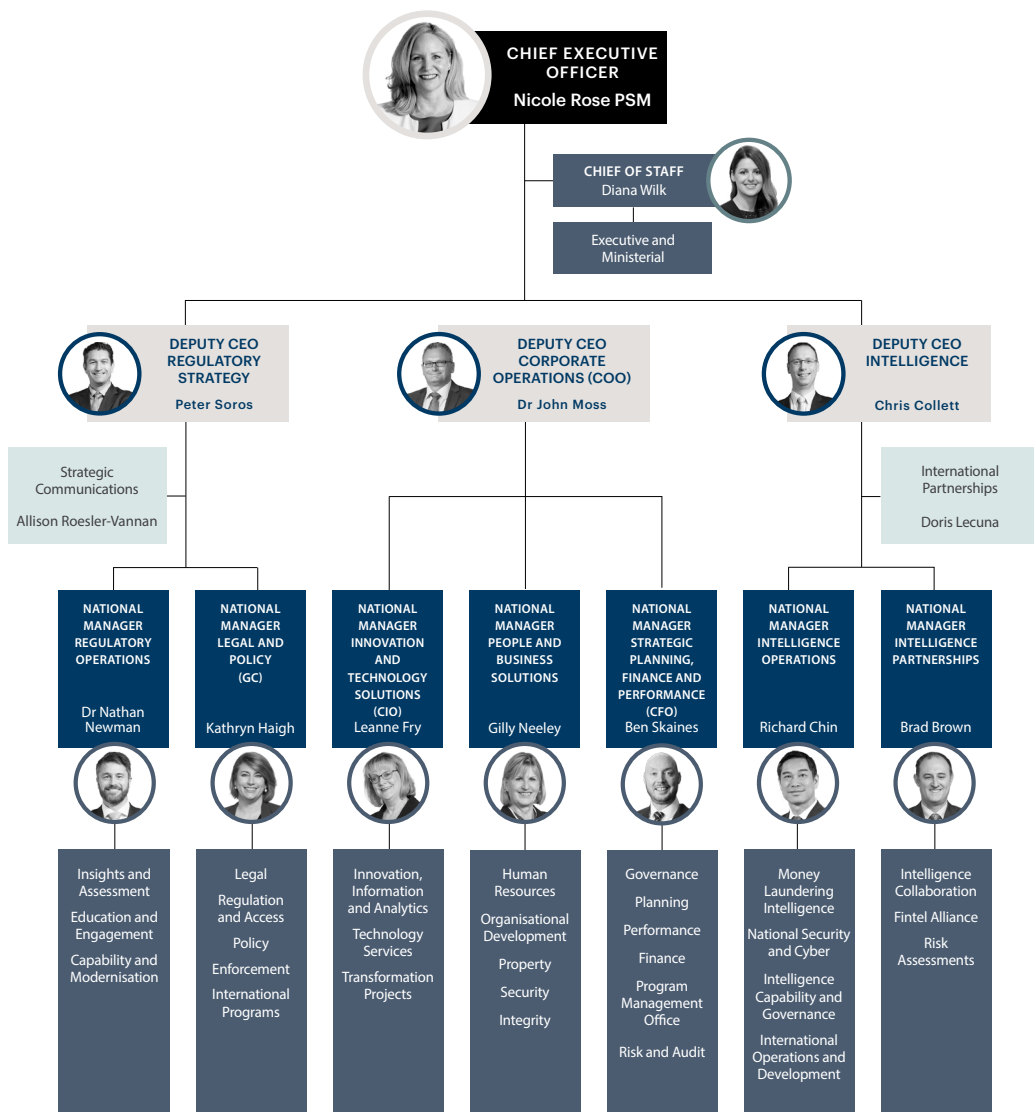 CHIEF EXECUTIVE
OFFICER
Nicole Rose PSM
CHIEF OF STAFF
Diana Wilk
Executive and
Ministerial
DEPUTY CEO
REGULATORY
STRATEGY
Peter Soros
DEPUTY CEO
CORPORATE
OPERATIONS (COO)
Dr John Moss
DEPUTY CEO
INTELLIGENCE
Chris Collett
Strategic
Communications
Allison Roesler-Vannan
International
Partnerships
Doris Lecuna
NATIONAL
MANAGER
REGULATORY
OPERATIONS
Dr Nathan
Newman
NATIONAL
MANAGER
LEGAL AND
POLICY
(GC)
Kathryn Haigh
NATIONAL
MANAGER
INNOVATION
AND
TECHNOLOGY
SOLUTIONS (CIO)
Leanne Fry
NATIONAL
MANAGER
PEOPLE AND
BUSINESS
SOLUTIONS
Gilly Neeley
NATIONAL
MANAGER
STRATEGIC
PLANNING,
FINANCE AND
PERFORMANCE
(CFO)
Ben Skaines
NATIONAL
MANAGER
INTELLIGENCE
OPERATIONS
Richard Chin
NATIONAL
MANAGER
INTELLIGENCE
PARTNERSHIPS
Brad Brown
Insights and
Assessment
Education and
Engagement
Capability and
Modernisation
Legal
Regulation
and Access
Policy
Enforcement
International
Programs
Innovation,
Information
and Analytics
Technology
Services
Transformation
Projects
Human
Resources
Organisational
Development
Property
Security
Integrity
Governance
Planning
Performance
Finance
Program
Management
Office
Risk and Audit
Money
Laundering
Intelligence
National Security
and Cyber
Intelligence
Capability and
Governance
International
Operations and
Development
Intelligence
Collaboration
Fintel Alliance
Risk
Assessments